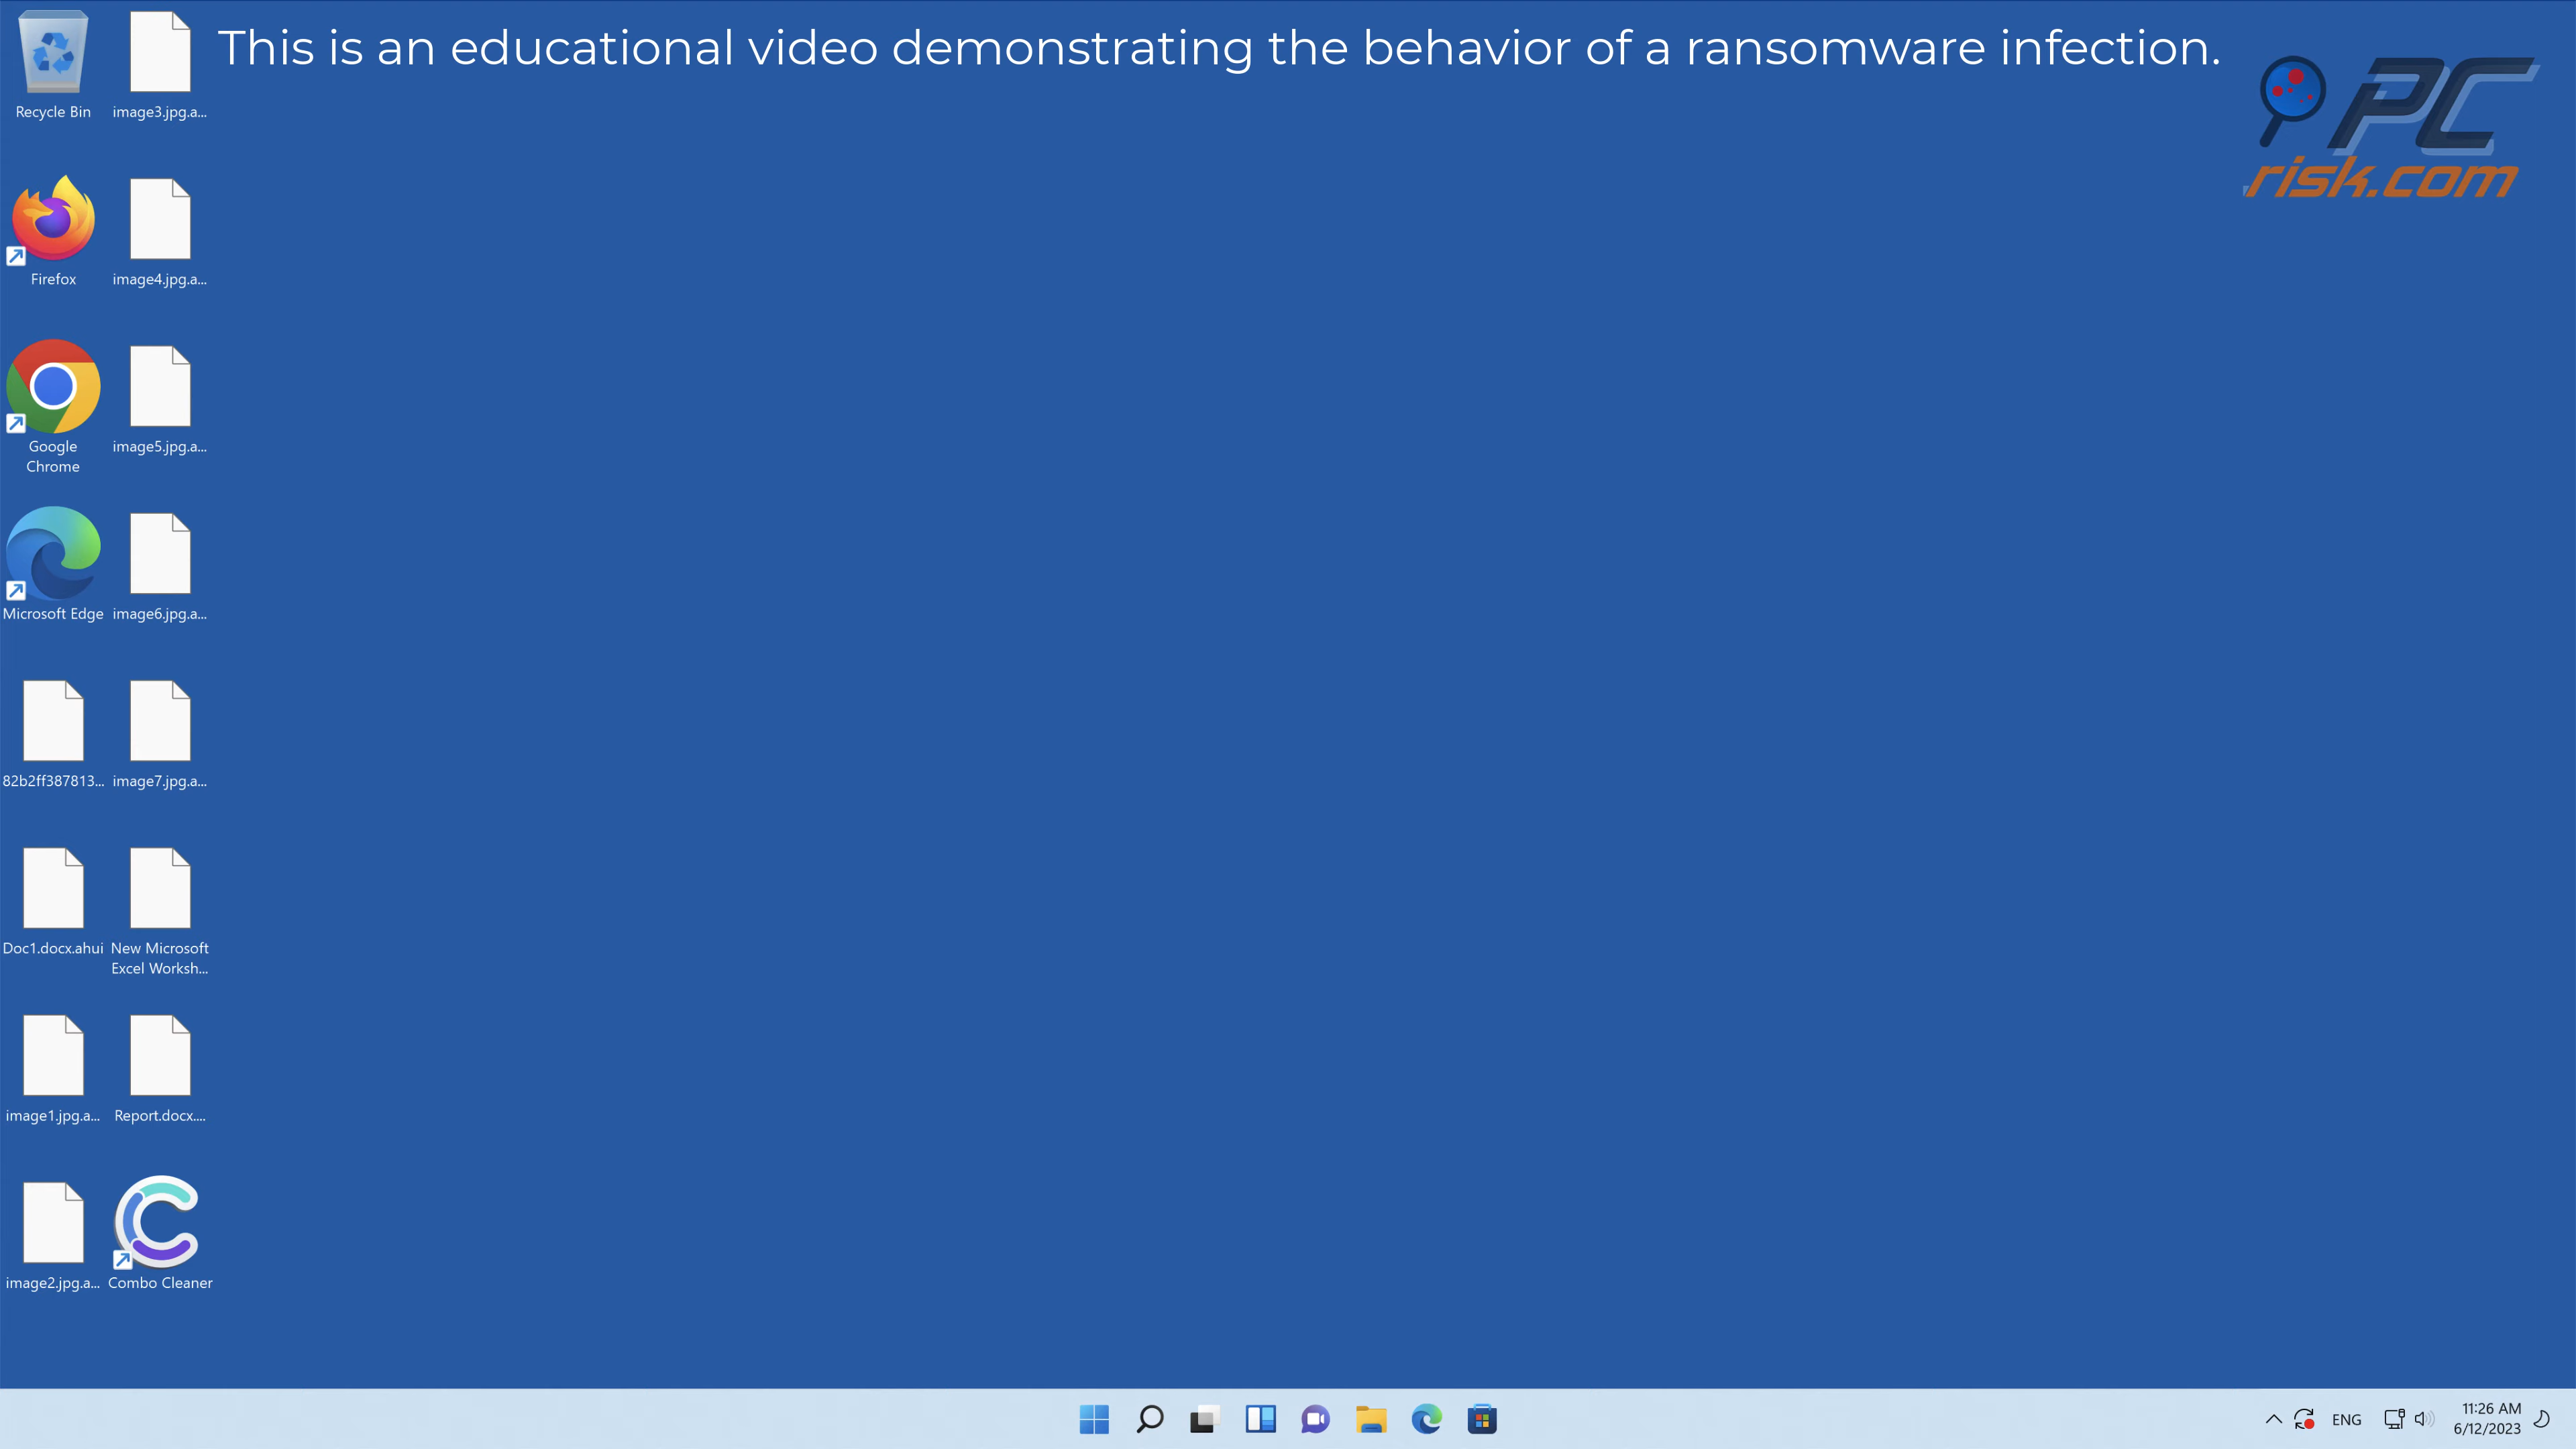 This is an educational video demonstrating the behavior of a ransomware infection.
PC
risk.com
Recycle Bin
image3.jpg.a...
Firefox
image4.jpg.a...
Google
Chrome
image5.jpg.a...
Microsoft Edge
image6.jpg.a...
82b2ff387813...
image7.jpg.a...
Doc1.docx.ahui
New Microsoft
Excel Worksh...
image1.jpg.a...
Report.docx....
image2.jpg.a...
Combo Cleaner
ENG
11:26 AM
6/12/2023